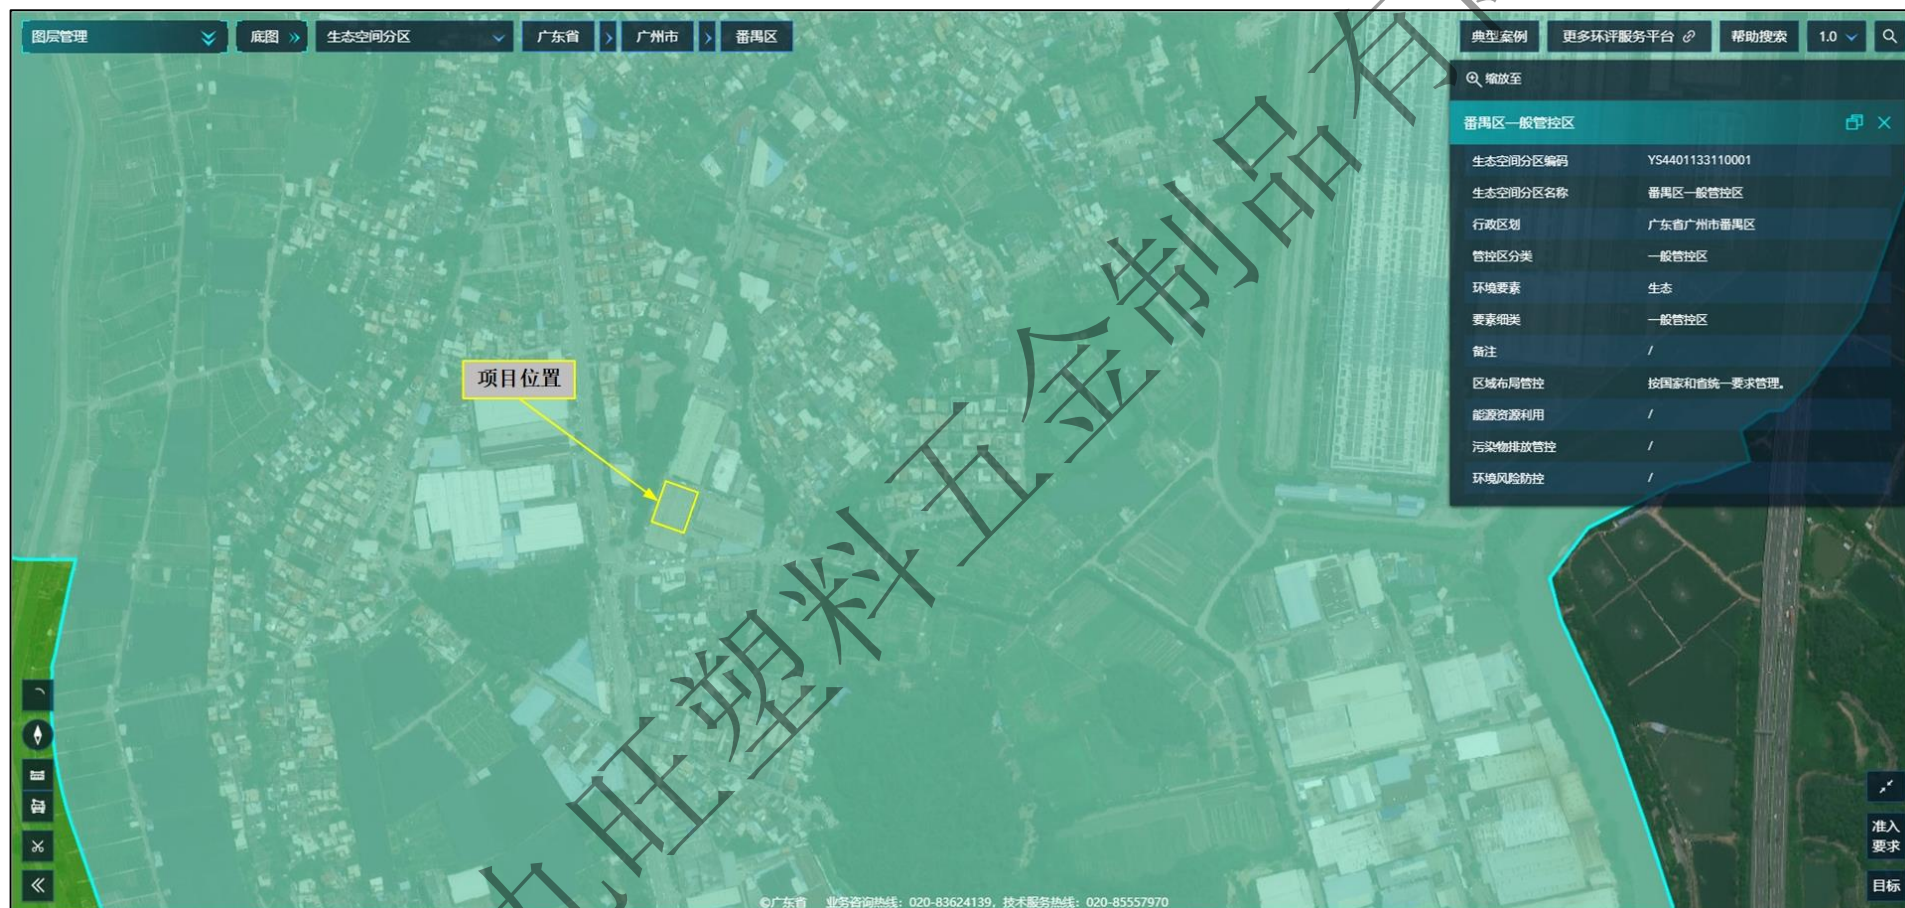 图层管理
底图
生态空间分区
广东省
广州市
番禺区
典型案例
更多环评服务平台
帮助搜索
1.0
缩放至
番禺区一般管控区
生态空间分区编码 YS4401133110001
生态空间分区名称 番禺区一般管控区
行政区划 广东省广州市番禺区
管控区分类 一般管控区
环境要素 生态
要素细类 一般管控区
备注 /
区域布局管控 按国家和省统一要求管理。
能源资源利用 /
污染物排放管控 /
环境风险防控 /
项目位置
九旺塑料五金制品有
准入
要求
目标
©广东省 业务咨询热线：020-83624139，技术服务热线：020-85557970